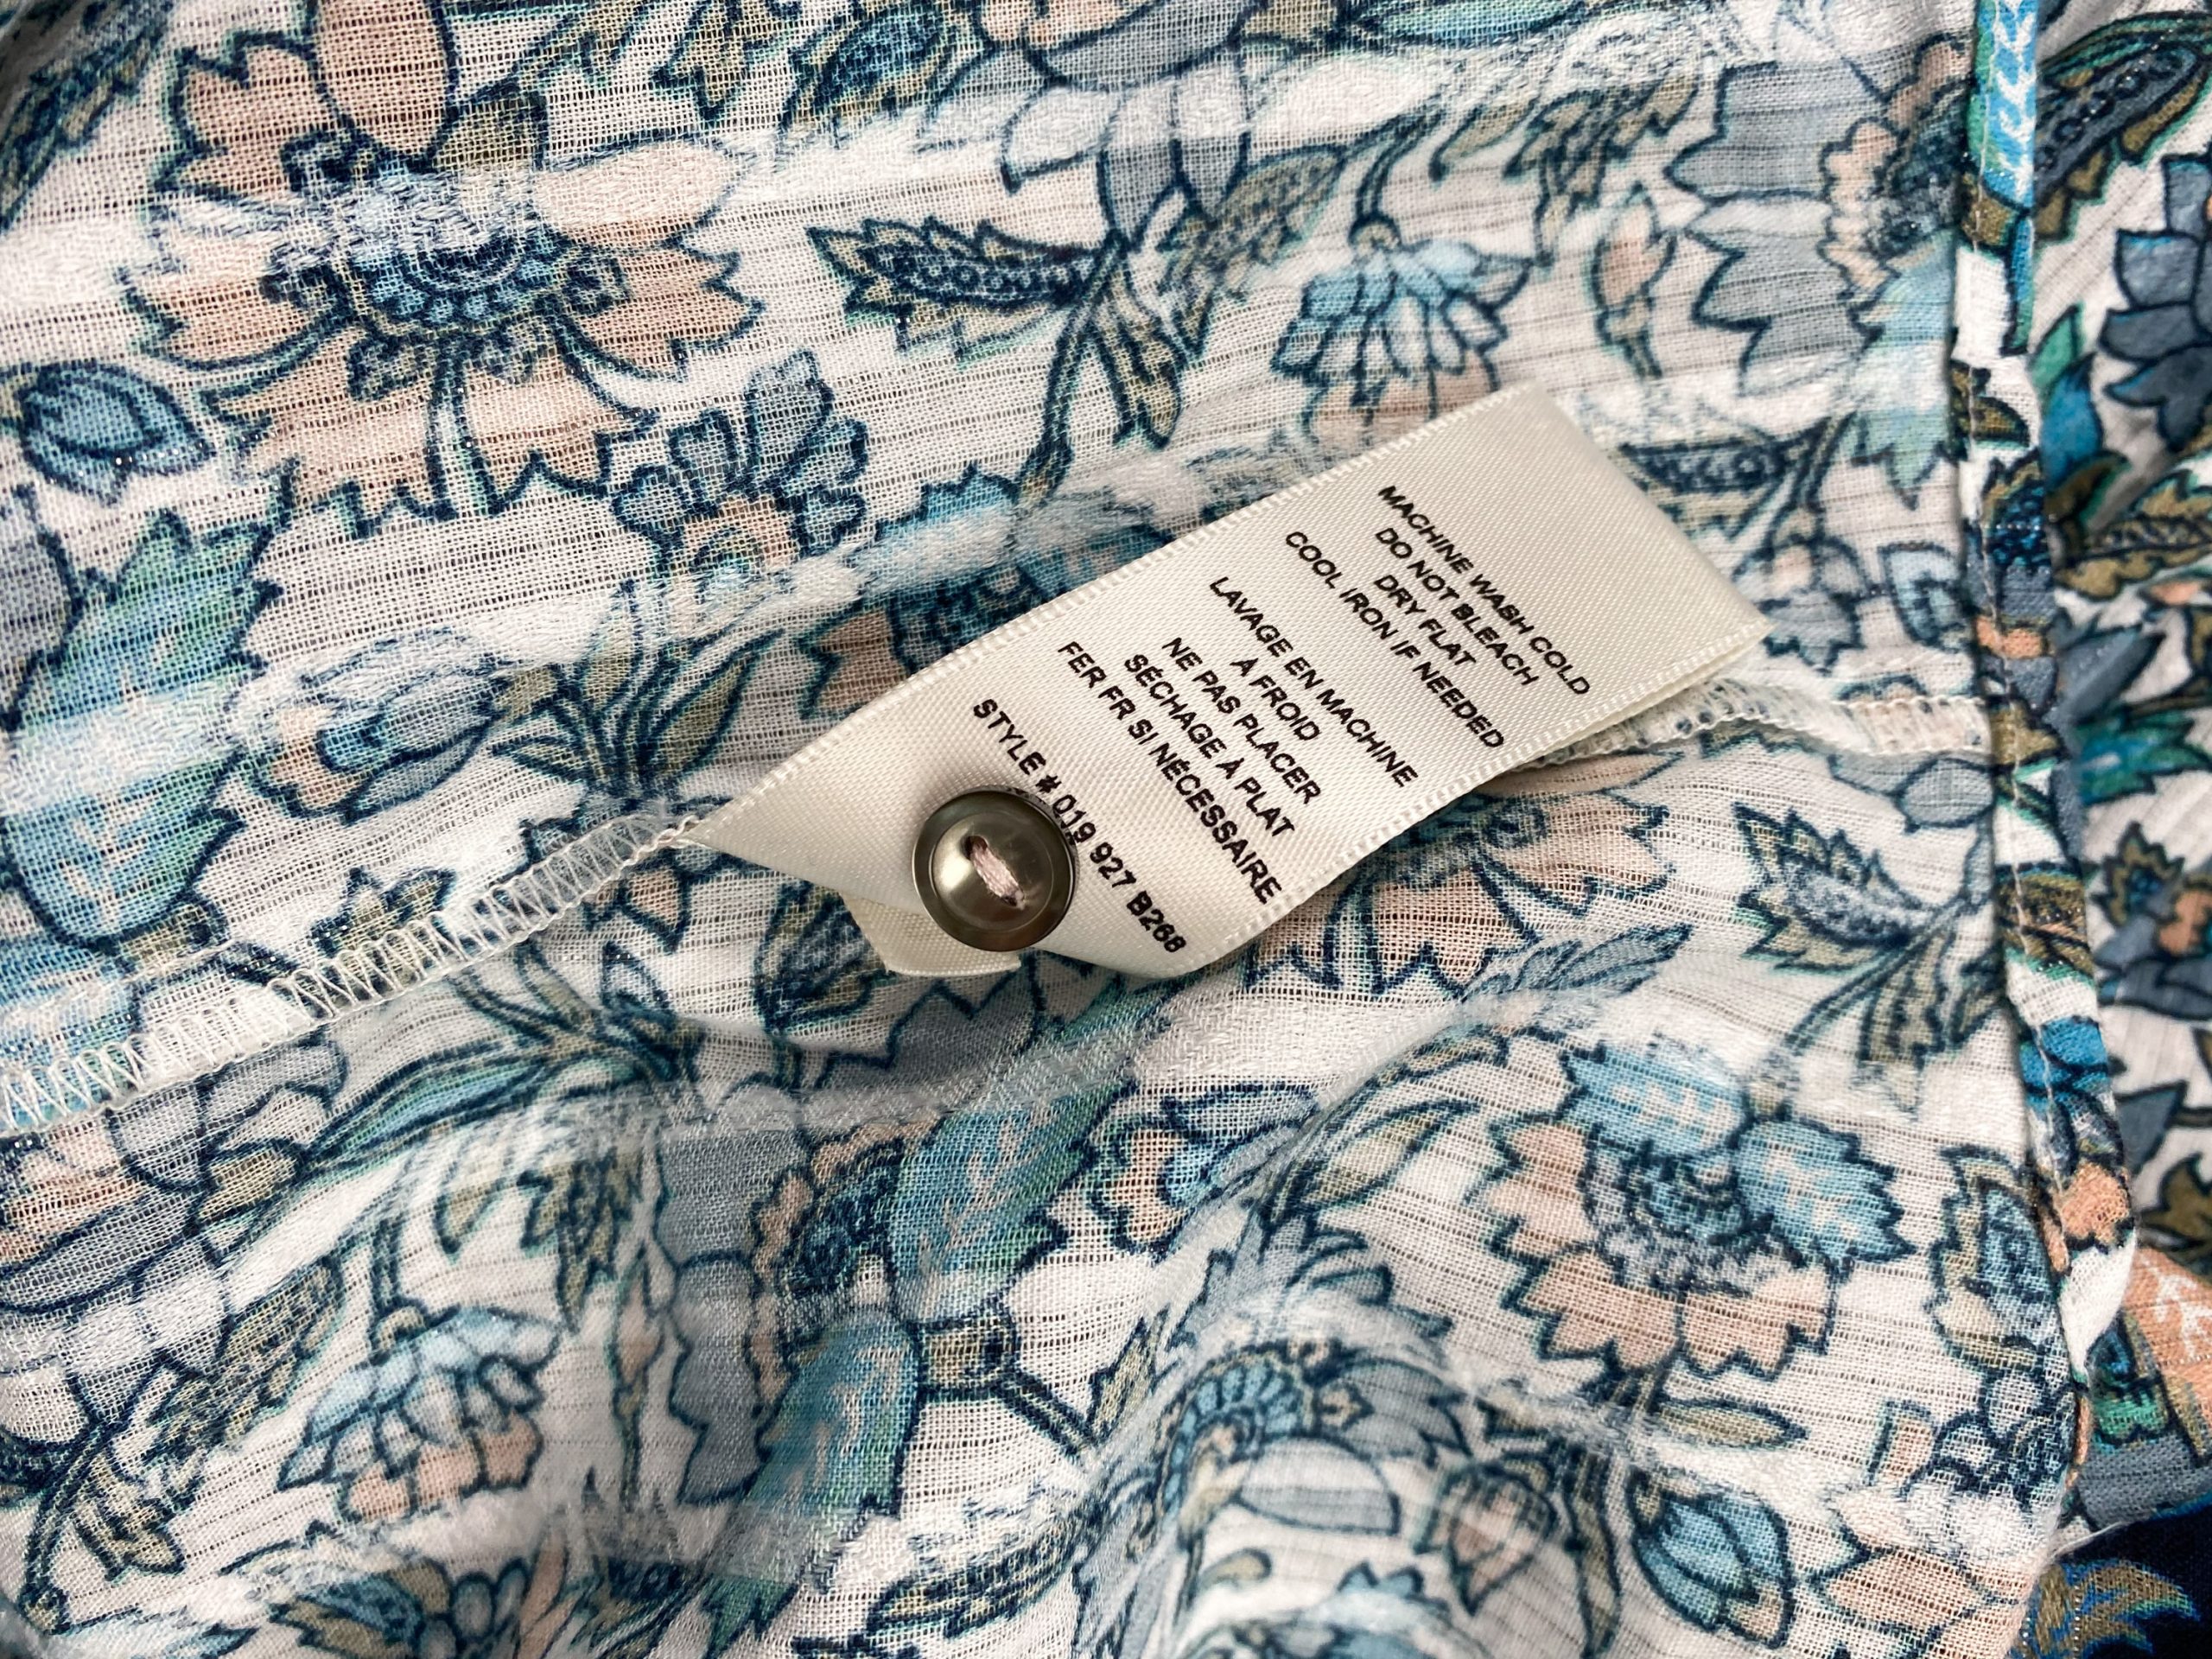 MACHINE WASH COLD
DO NOT BLEACH
DRY FLAT
COOL IRON IF NEEDED
LAVAGE EN MACHINE
À FROID
NE PAS PLACER
SÉCHAGE À PLAT
FER FR SI NÉCESSAIRE
STYLE # 019 927 B268